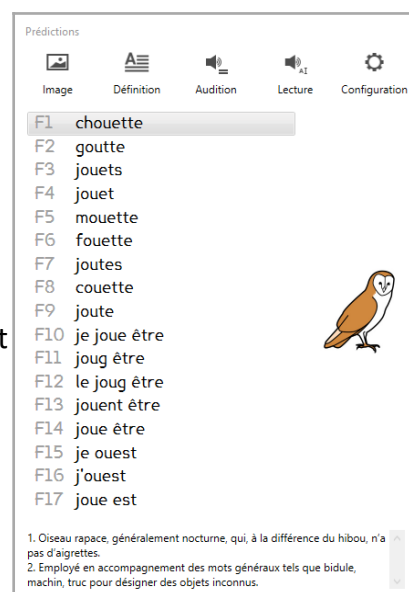 Prédictions
Image Définition Audition Lecture Configuration
F1 chouette
F2 goutte
F3 jouets
F4 jouet
F5 mouette
F6 fouette
F7 joutes
F8 couette
F9 joute
t
F10 je joue être
F11 joug être
F12 le joug être
F13 jouent être
F14 joue être
F15 je ouest
F16 j'ouest
F17 joue est
1. Oiseau rapace, généralement nocturne, qui, à la différence du hibou, n'a
pas d'aigrettes.
2. Employé en accompagnement des mots généraux tels que bidule,
machin, truc pour désigner des objets inconnus.